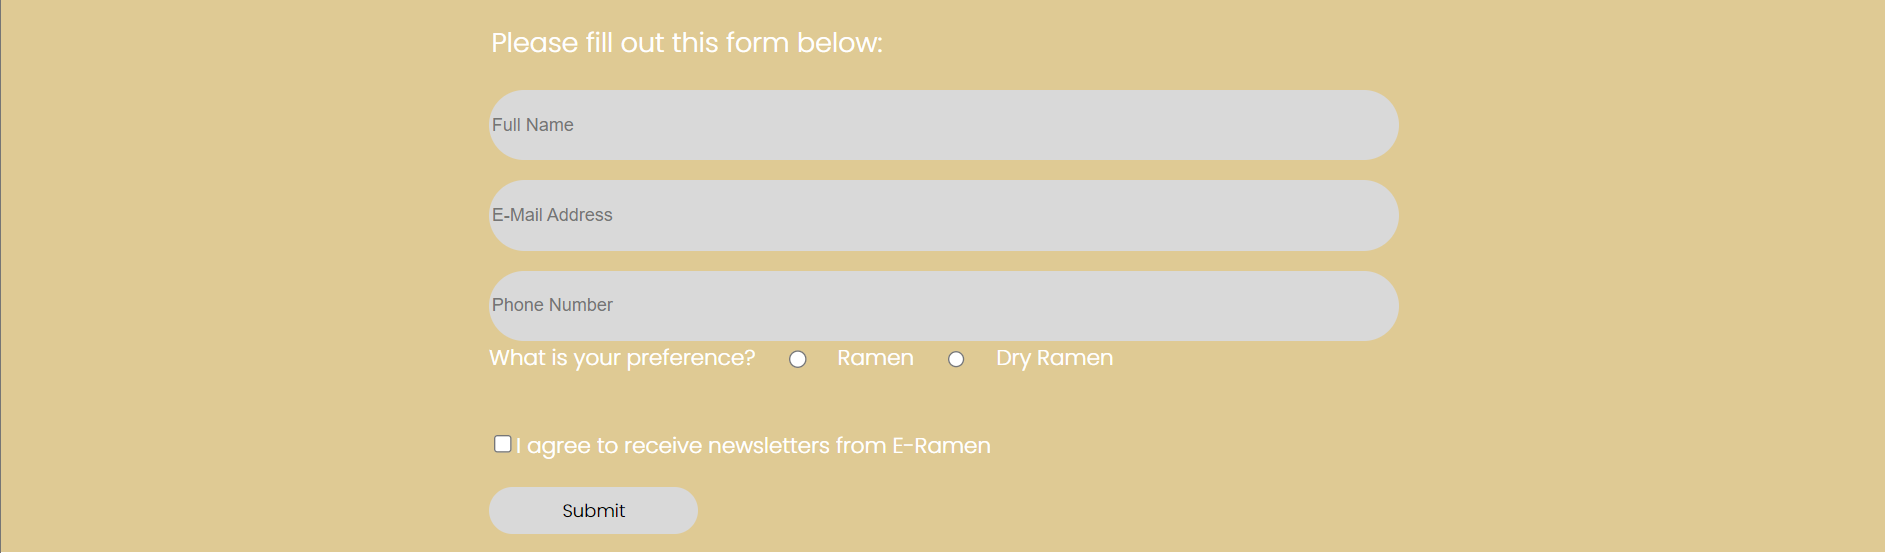 Please fill out this form below:
Full Name
E-Mail Address
Phone Number
What is your preference? Ramen Dry Ramen
I agree to receive newsletters from E-Ramen
Submit